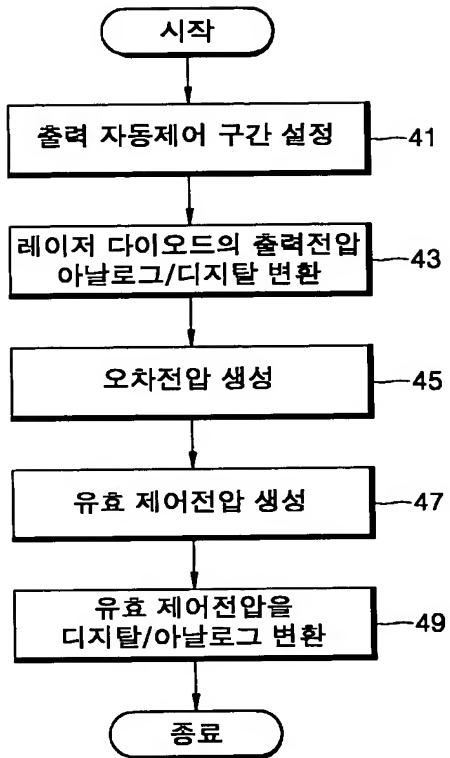 시작
출력 자동제어 구간 설정
41
레이저 다이오드의 출력전압
아날로그/디지탈 변환
43
오차전압 생성
45
유효 제어전압 생성
47
유효 제어전압을
디지탈/아날로그 변환
49
종료